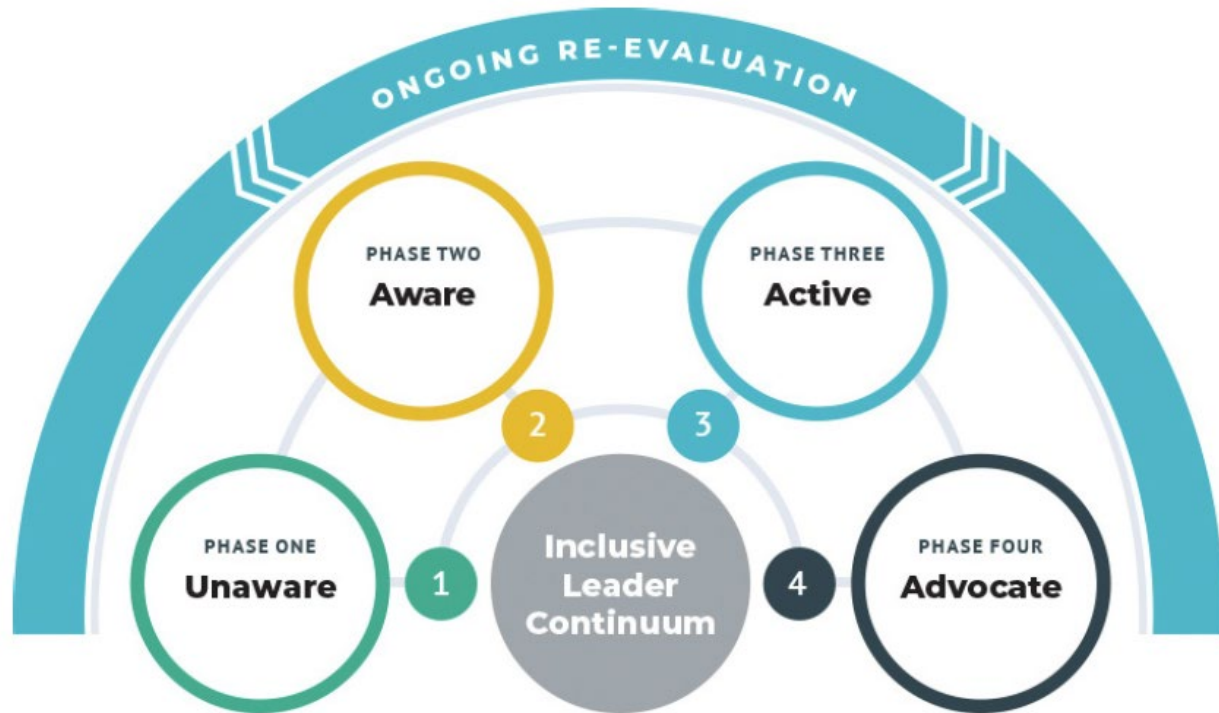 ONGOING RE-EVALUATION
PHASE ONE
Unaware
1
PHASE TWO
Aware
2
PHASE THREE
Active
3
PHASE FOUR
Advocate
4
Inclusive
Leader
Continuum